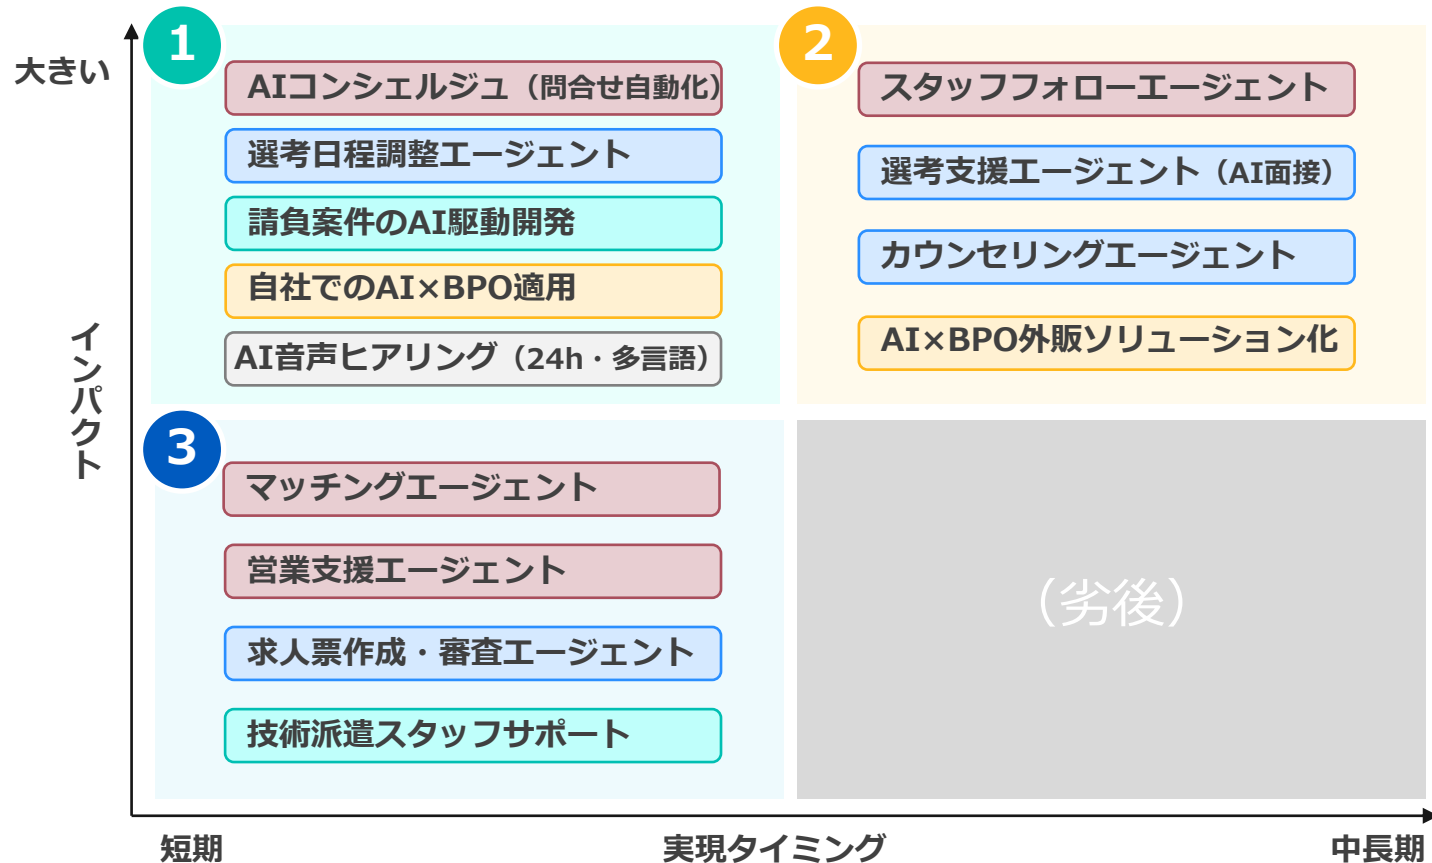 大きい
インパクト
1
AIコンシェルジュ（問合せ自動化）
選考日程調整エージェント
請負案件のAI駆動開発
自社でのAI×BPO適用
AI音声ヒアリング（24h・多言語）
2
スタッフフォローエージェント
選考支援エージェント（AI面接）
カウンセリングエージェント
AI×BPO外販ソリューション化
3
マッチングエージェント
営業支援エージェント
求人票作成・審査エージェント
技術派遣スタッフサポート
（劣後）
短期
実現タイミング
中長期